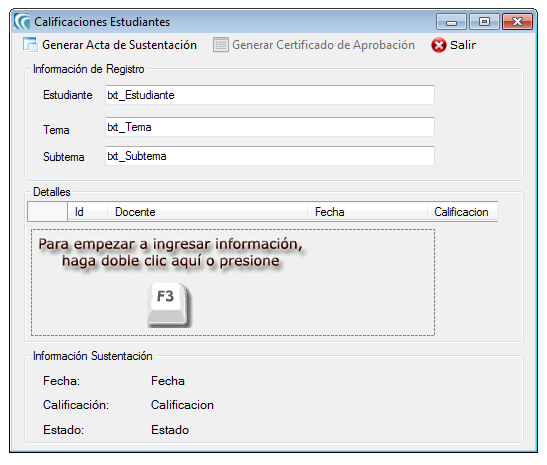 Calificaciones Estudiantes
Generar Acta de Sustentación Generar Certificado de Aprobación Salir
Información de Registro
Estudiante txt_Estudiante
Tema txt_Tema
Subtema txt_Subtema
Detalles
Id Docente Fecha Calificacion
Para empezar a ingresar información,
haga doble clic aquí o presione
F3
Información Sustentación
Fecha: Fecha
Calificación: Calificacion
Estado: Estado